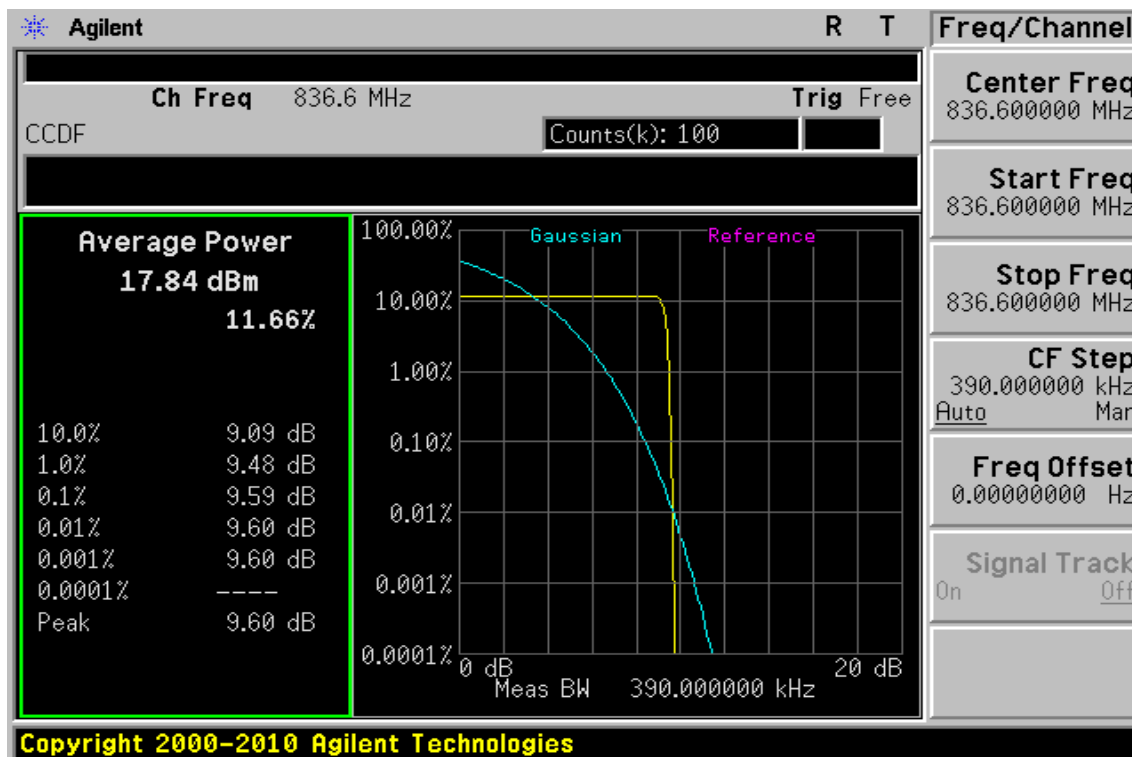 Agilent R T
Ch Freq 836.6 MHz Trig Free
CCDF Counts(k): 100
Average Power
17.84 dBm
11.66%
10.0% 9.09 dB
1.0% 9.48 dB
0.1% 9.59 dB
0.01% 9.60 dB
0.001% 9.60 dB
0.0001% ----
Peak 9.60 dB
Gaussian Reference
100.00%
10.00%
1.00%
0.10%
0.01%
0.001%
0.0001%
0 dB 20 dB
Meas BW 390.000000 kHz
Freq/Channel
Center Freq
836.600000 MHz
Start Freq
836.600000 MHz
Stop Freq
836.600000 MHz
CF Step
390.000000 kHz
Auto Man
Freq Offset
0.00000000 Hz
Signal Track
On Off
Copyright 2000-2010 Agilent Technologies